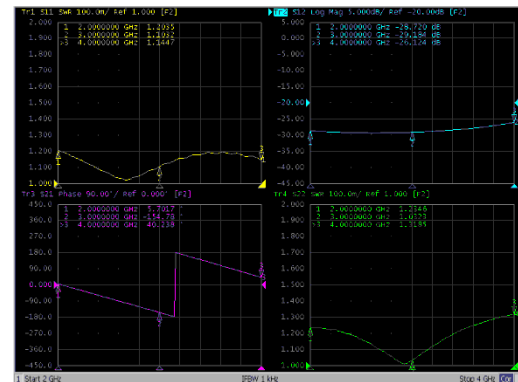 Tr1 S11 SWR 100.0m/ Ref 1.000 [F2]
2.000
1.900
1.800
1.700
1.600
1.500
1.400
1.300
1.200
1.100
1.000
1 2.0000000 GHz 1.2035
2 3.0000000 GHz 1.1032
>3 4.0000000 GHz 1.1447
Tr2 S12 Log Mag 5.000dB/ Ref -20.00dB [F2]
5.000
0.000
-5.000
-10.00
-15.00
-20.00
-25.00
-30.00
-35.00
-40.00
-45.00
1 2.0000000 GHz -28.720 dB
2 3.0000000 GHz -29.184 dB
>3 4.0000000 GHz -26.124 dB
Tr3 S21 Phase 90.00°/ Ref 0.000° [F2]
450.0
360.0
270.0
180.0
90.00
0.000
-90.00
-180.0
-270.0
-360.0
-450.0
1 2.0000000 GHz 5.7017
2 3.0000000 GHz -154.78
>3 4.0000000 GHz 40.238
Tr4 S22 SWR 100.0m/ Ref 1.000 [F2]
2.000
1.900
1.800
1.700
1.600
1.500
1.400
1.300
1.200
1.100
1.000
1 2.0000000 GHz
2 3.0000000 GHz 1.0323
>3 4.0000000 GHz 1.3185
1 Start 2 GHz
IFBW 1 kHz
Stop 4 GHz Cor